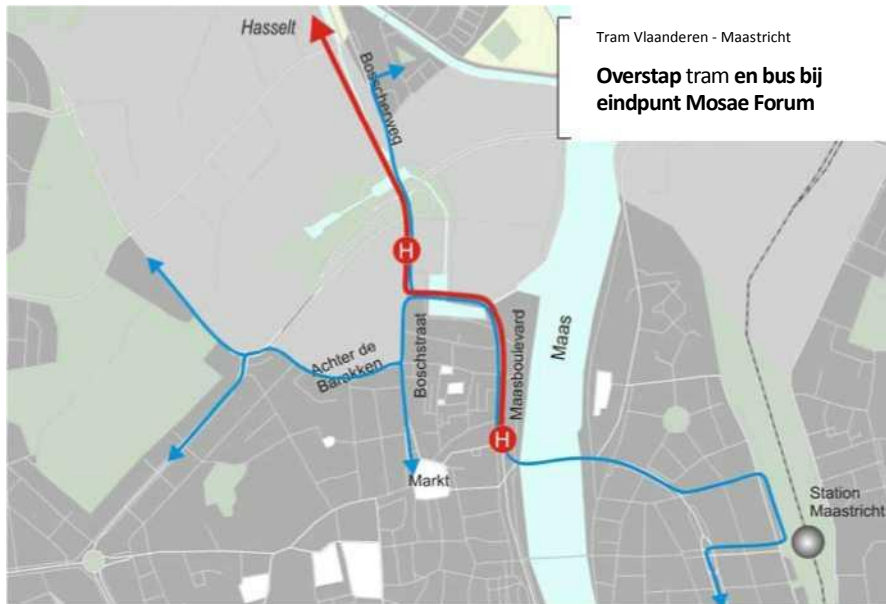 Tram Vlaanderen - Maastricht
Overstap tram en bus bij
eindpunt Mosae Forum
Hasselt
Bosscherweg
H
Achter de
Barakken
Boschstraat
Maasboulevard
Maas
H
Markt
Station
Maastricht